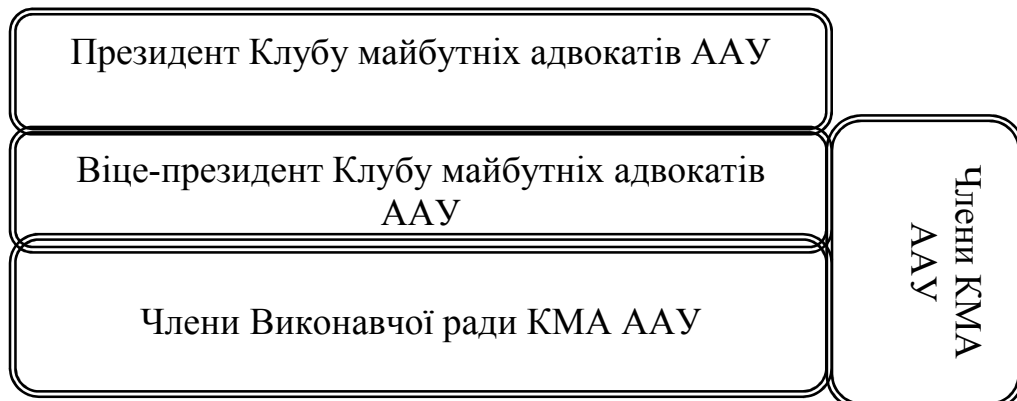 Президент Клубу майбутніх адвокатів ААУ
Віце-президент Клубу майбутніх адвокатів
ААУ
Члени Виконавчої ради КМА ААУ
Члени КМА
ААУ